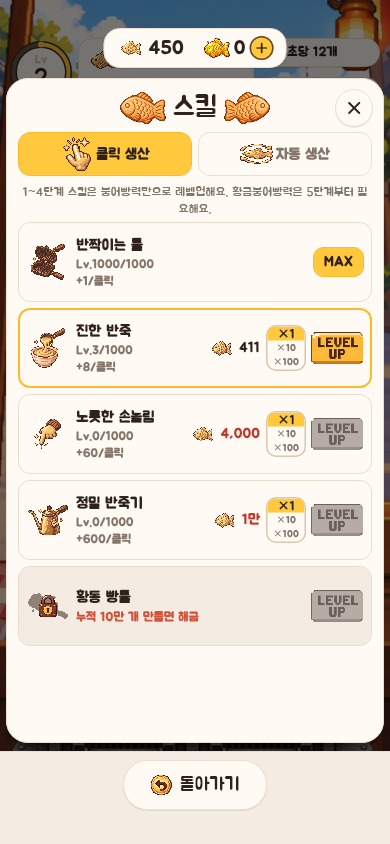 450
0
초당 12개
Lv
2
스킬
클릭 생산
자동 생산
1~4단계 스킬은 붕어빵력만으로 레벨업해요. 황금붕어빵력은 5단계부터 필
요해요.
반짝이는 틀
Lv.1000/1000
+1/클릭
MAX
진한 반죽
Lv.3/1000
+8/클릭
411
×1
×10
×100
LEVEL
UP
노릇한 손놀림
Lv.0/1000
+60/클릭
4,000
×1
×10
×100
LEVEL
UP
정밀 반죽기
Lv.0/1000
+600/클릭
1만
×1
×10
×100
LEVEL
UP
황동 빵틀
누적 10만 개 만들면 해금
LEVEL
UP
돌아가기